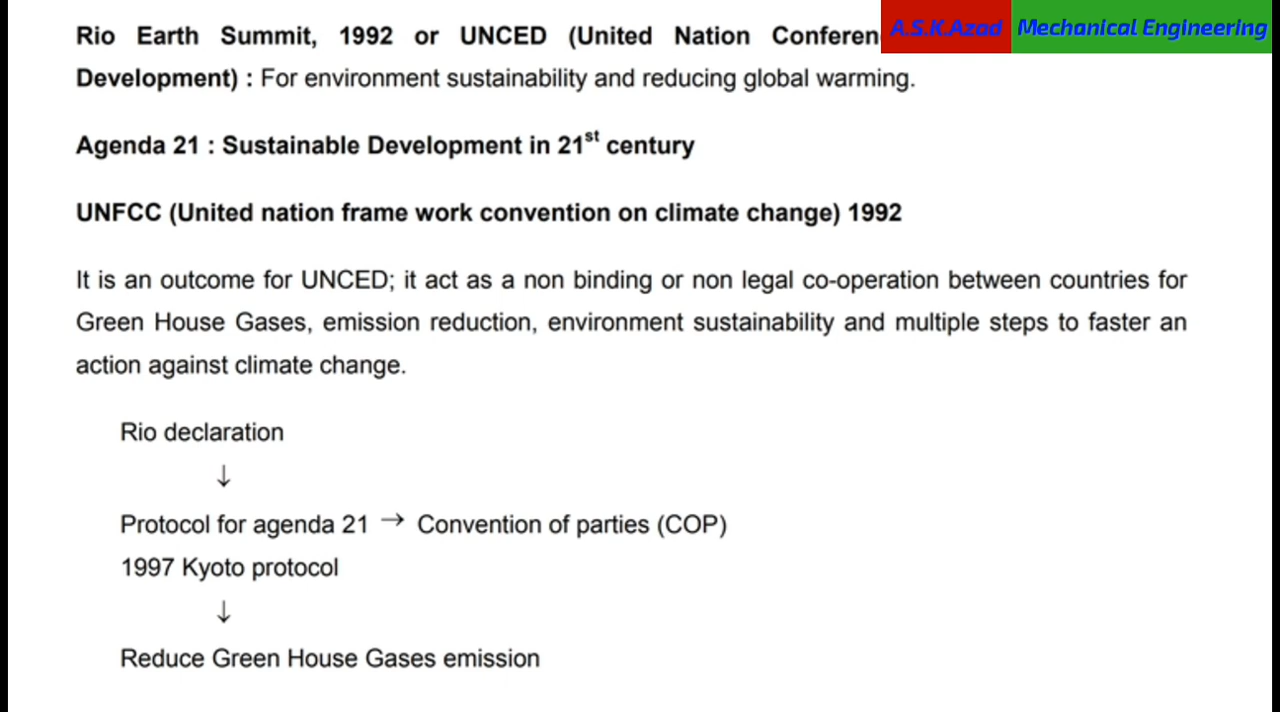 Rio Earth Summit, 1992 or UNCED (United Nation
A.S.K.Azad Mechanical Engineering
Development) : For environment sustainability and reducing global warming.
Agenda 21 : Sustainable Development in 21st century
UNFCC (United nation frame work convention on climate change) 1992
It is an outcome for UNCED; it act as a non binding or non legal co-operation between countries for
Green House Gases, emission reduction, environment sustainability and multiple steps to faster an
action against climate change.
Rio declaration
↓
Protocol for agenda 21 → Convention of parties (COP)
1997 Kyoto protocol
↓
Reduce Green House Gases emission